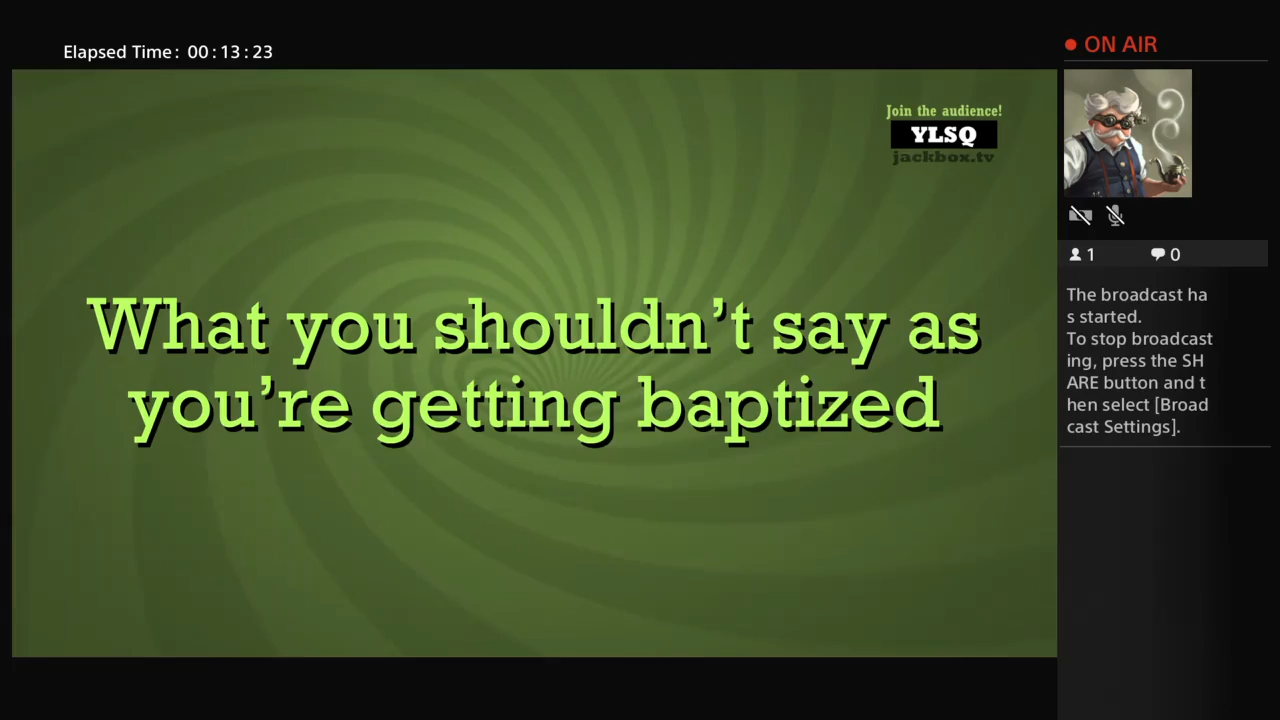 Elapsed Time: 00:13:23
ON AIR
Join the audience!
YLSQ
jackbox.tv
What you shouldn't say as
you're getting baptized
1 0
The broadcast ha
s started.
To stop broadcast
ing, press the SH
ARE button and t
hen select [Broad
cast Settings].